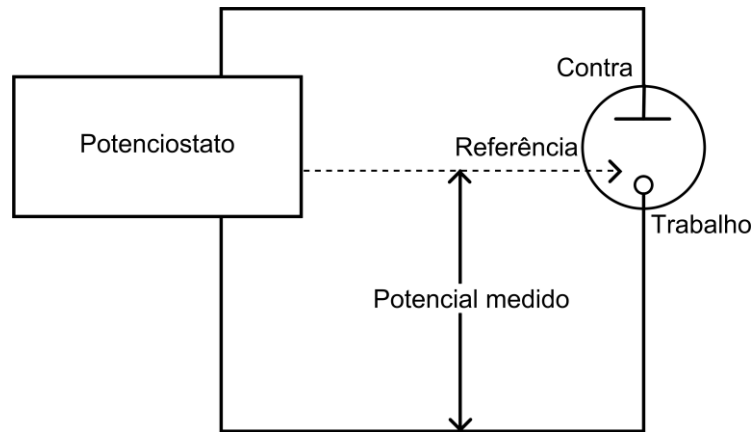 Contra
Potenciostato
Referência
Trabalho
Potencial medido